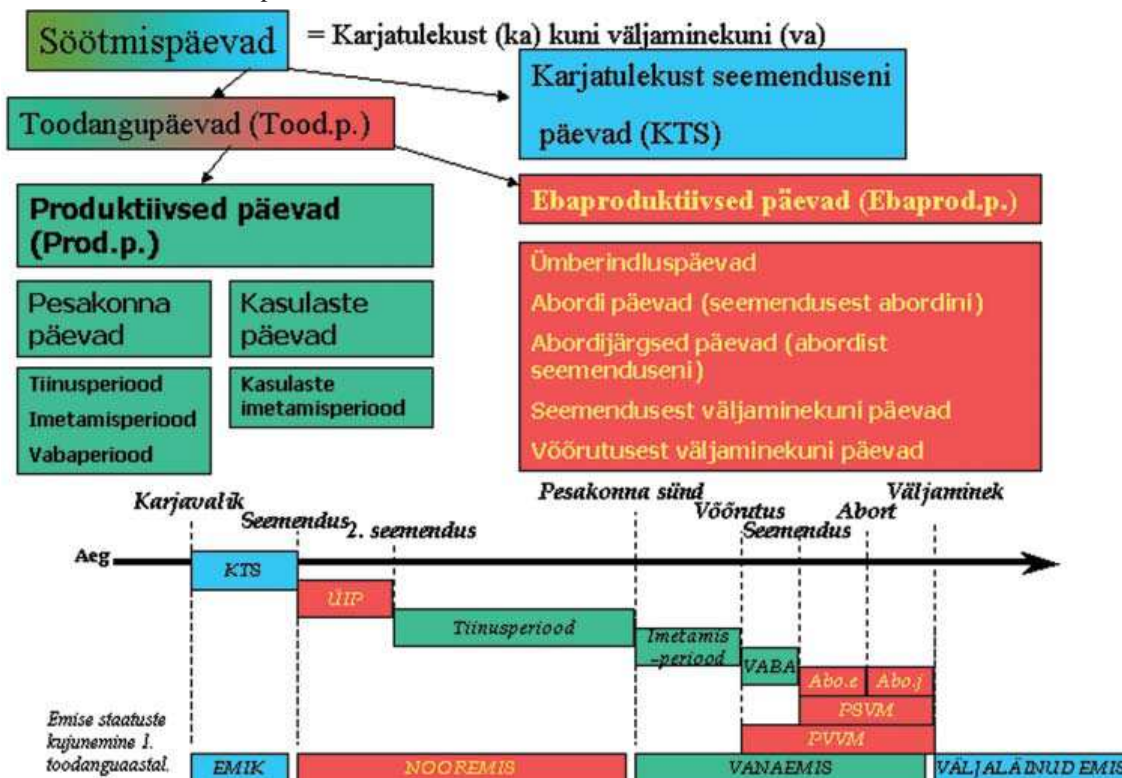 Söötmispäevad
= Karjatulekust (ka) kuni väljaminekuni (va)
Karjatulekust seemenduseni
päevad (KTS)
Toodangupäevad (Tood.p.)
Produktiivsed päevad
(Prod.p.)
Ebaproduktiivsed päevad (Ebaprod.p.)
Pesakonna
päevad
Kasulaste
päevad
Tiinusperiood
Imetamisperiood
Vabaperiood
Kasulaste
imetamisperiood
Ümberindluspäevad
Abordi päevad (seemendusest abordini)
Abordijärgsed päevad (abordist
seemenduseni)
Seemendusest väljaminekuni päevad
Võõrutusest väljaminekuni päevad
Karjavalik
Seemendus
2. seemendus
Pesakonna sünd
Võõrutus
Seemendus
Abort
Väljaminek
Aeg
KTS
ÜIP
Tiinusperiood
Imetamis
-periood
VABA
Abo.e
Abo.j
PSVM
PVVM
Emise staatuste
kujunemine 1.
toodanguaastal.
EMIK
NOOREMIS
VANAEMIS
VÄLJALÄINUD EMIS